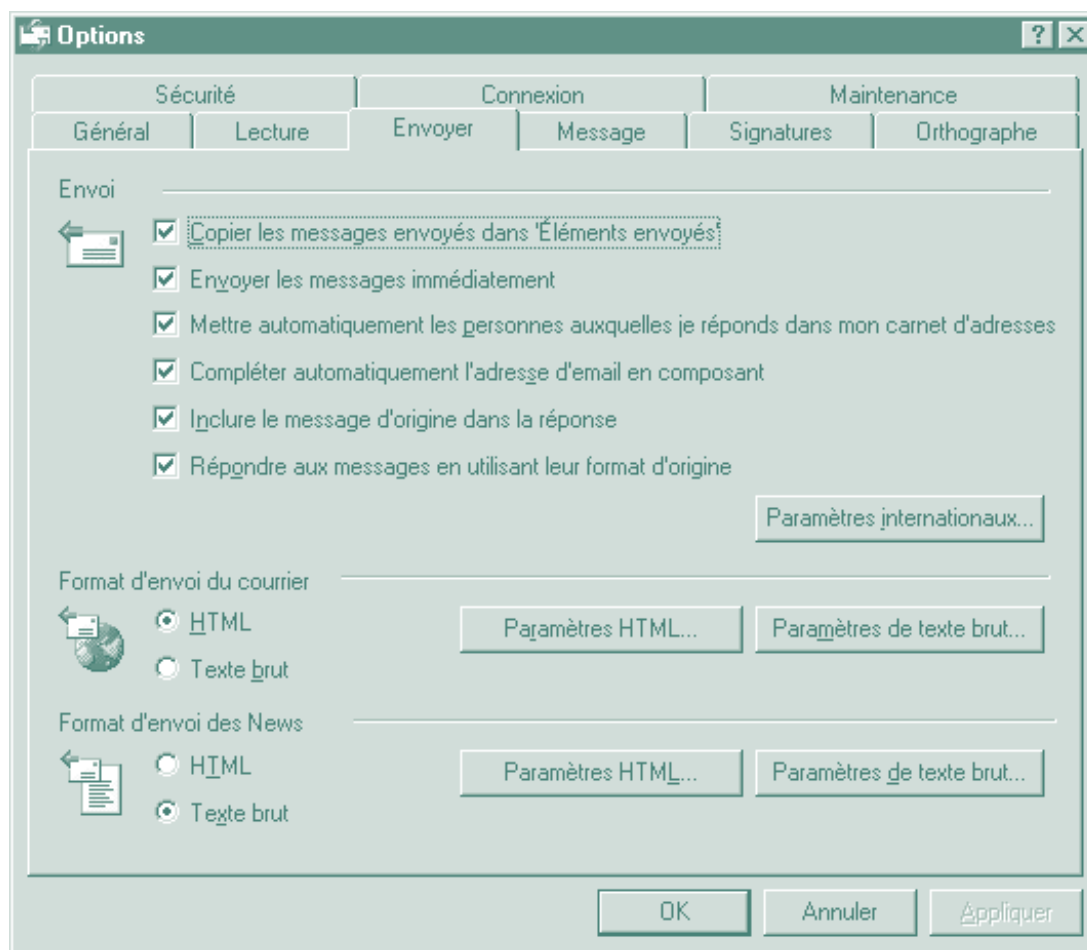 Options
Sécurité Connexion Maintenance
Général Lecture Envoyer Message Signatures Orthographe
Envoi
Copier les messages envoyés dans 'Éléments envoyés'
Envoyer les messages immédiatement
Mettre automatiquement les personnes auxquelles je réponds dans mon carnet d'adresses
Compléter automatiquement l'adresse d'email en composant
Inclure le message d'origine dans la réponse
Répondre aux messages en utilisant leur format d'origine
Paramètres internationaux...
Format d'envoi du courrier
HTML Paramètres HTML... Paramètres de texte brut...
Texte brut
Format d'envoi des News
HTML Paramètres HTML... Paramètres de texte brut...
Texte brut
OK Annuler Appliquer